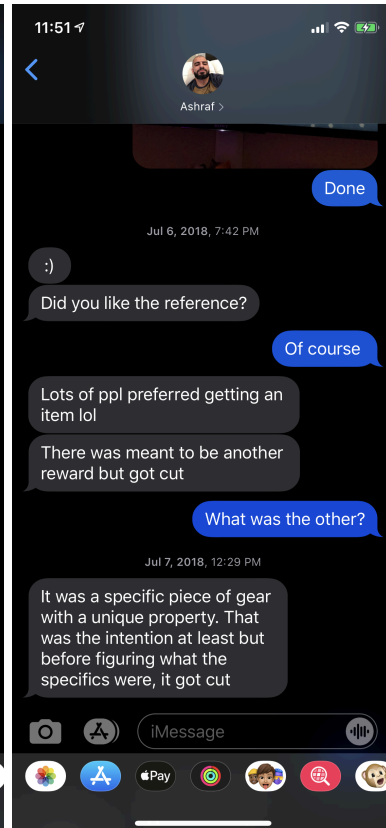 11:51
Ashraf >
Done
Jul 6, 2018, 7:42 PM
:)
Did you like the reference?
Of course
Lots of ppl preferred getting an
item lol
There was meant to be another
reward but got cut
What was the other?
Jul 7, 2018, 12:29 PM
It was a specific piece of gear
with a unique property. That
was the intention at least but
before figuring what the
specifics were, it got cut
iMessage
Pay